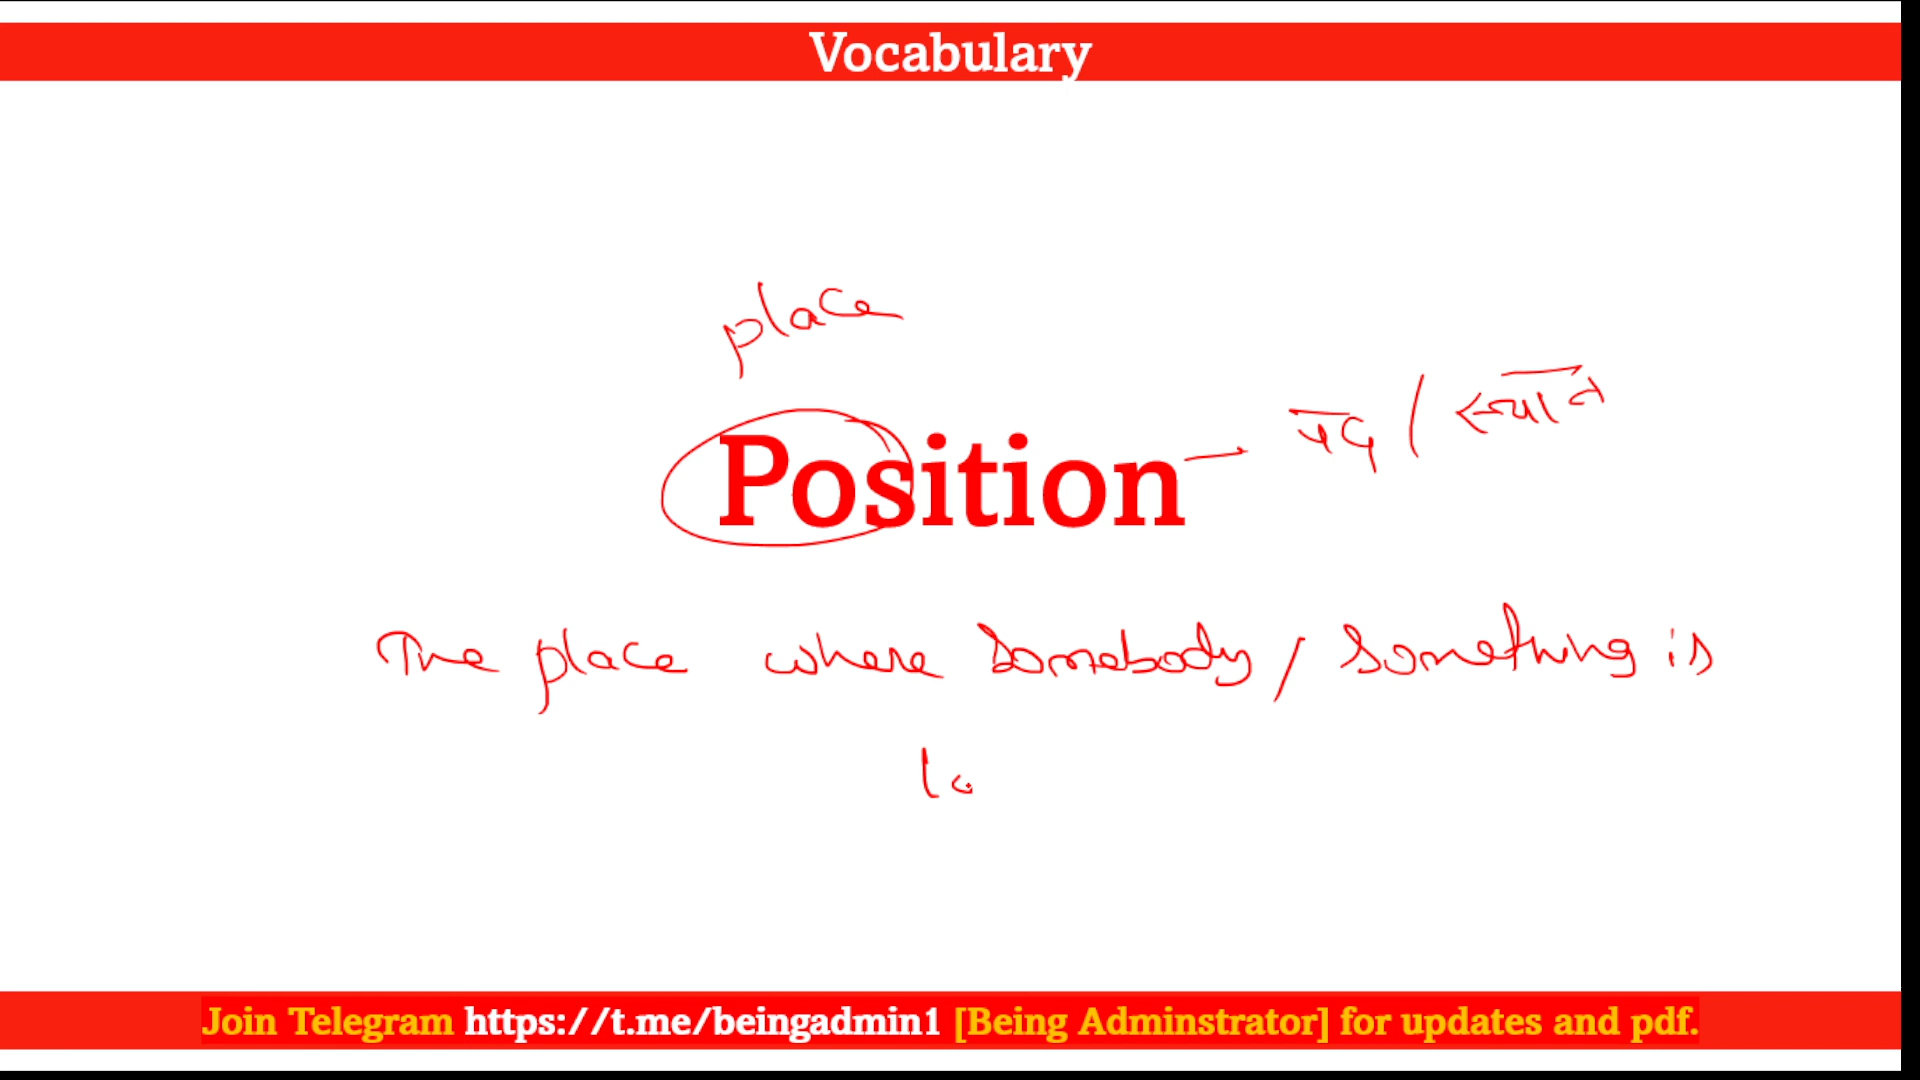 Vocabulary
place
Position - पद / स्थान
The place where Somebody / Something is
lo
Join Telegram https://t.me/beingadmin1 [Being Adminstrator] for updates and pdf.